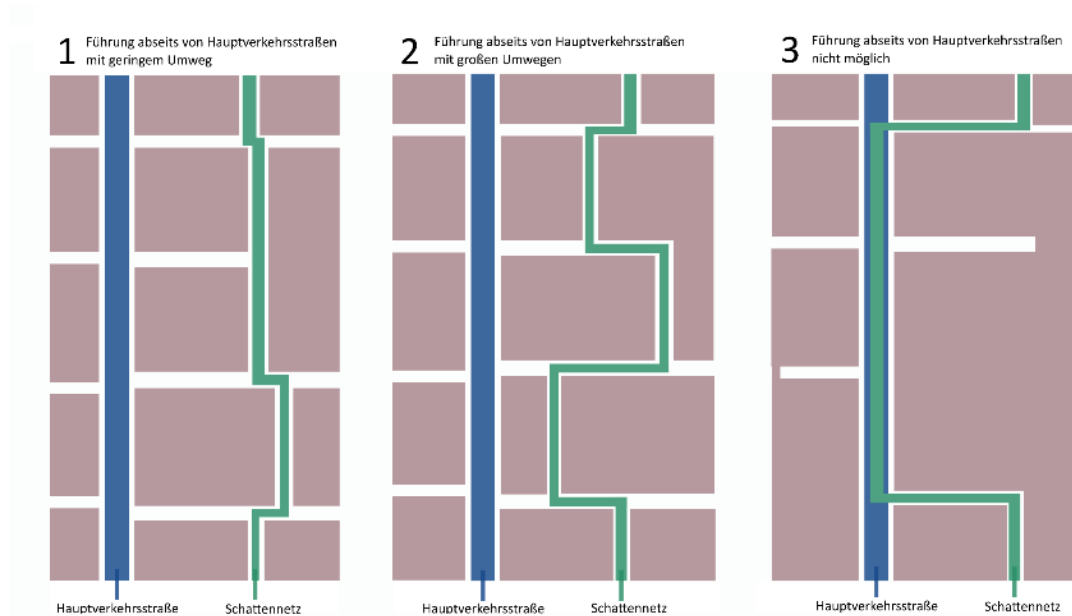 1 Führung abseits von Hauptverkehrsstraßen
mit geringem Umweg
2 Führung abseits von Hauptverkehrsstraßen
mit großen Umwegen
3 Führung abseits von Hauptverkehrsstraßen
nicht möglich
Hauptverkehrsstraße Schattennetz
Hauptverkehrsstraße Schattennetz
Hauptverkehrsstraße Schattennetz